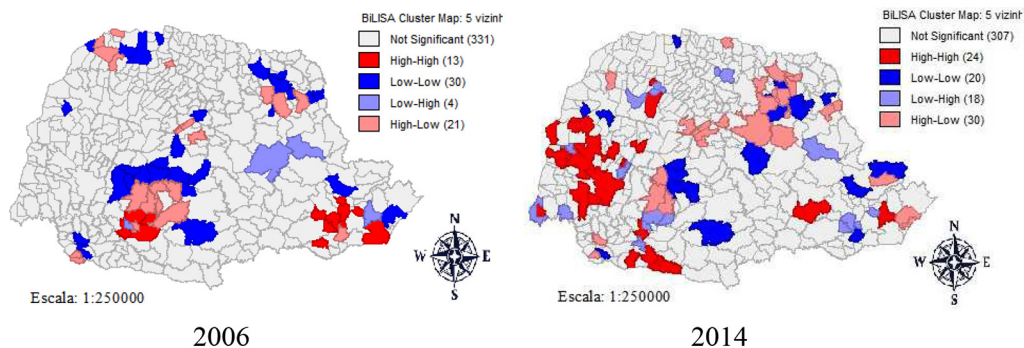 BiLISA Cluster Map: 5 vizinh
Not Significant (331)
High-High (13)
Low-Low (30)
Low-High (4)
High-Low (21)
N
W E
S
Escala: 1:250000
2006
BiLISA Cluster Map: 5 vizinh
Not Significant (307)
High-High (24)
Low-Low (20)
Low-High (18)
High-Low (30)
N
W E
S
Escala: 1:250000
2014